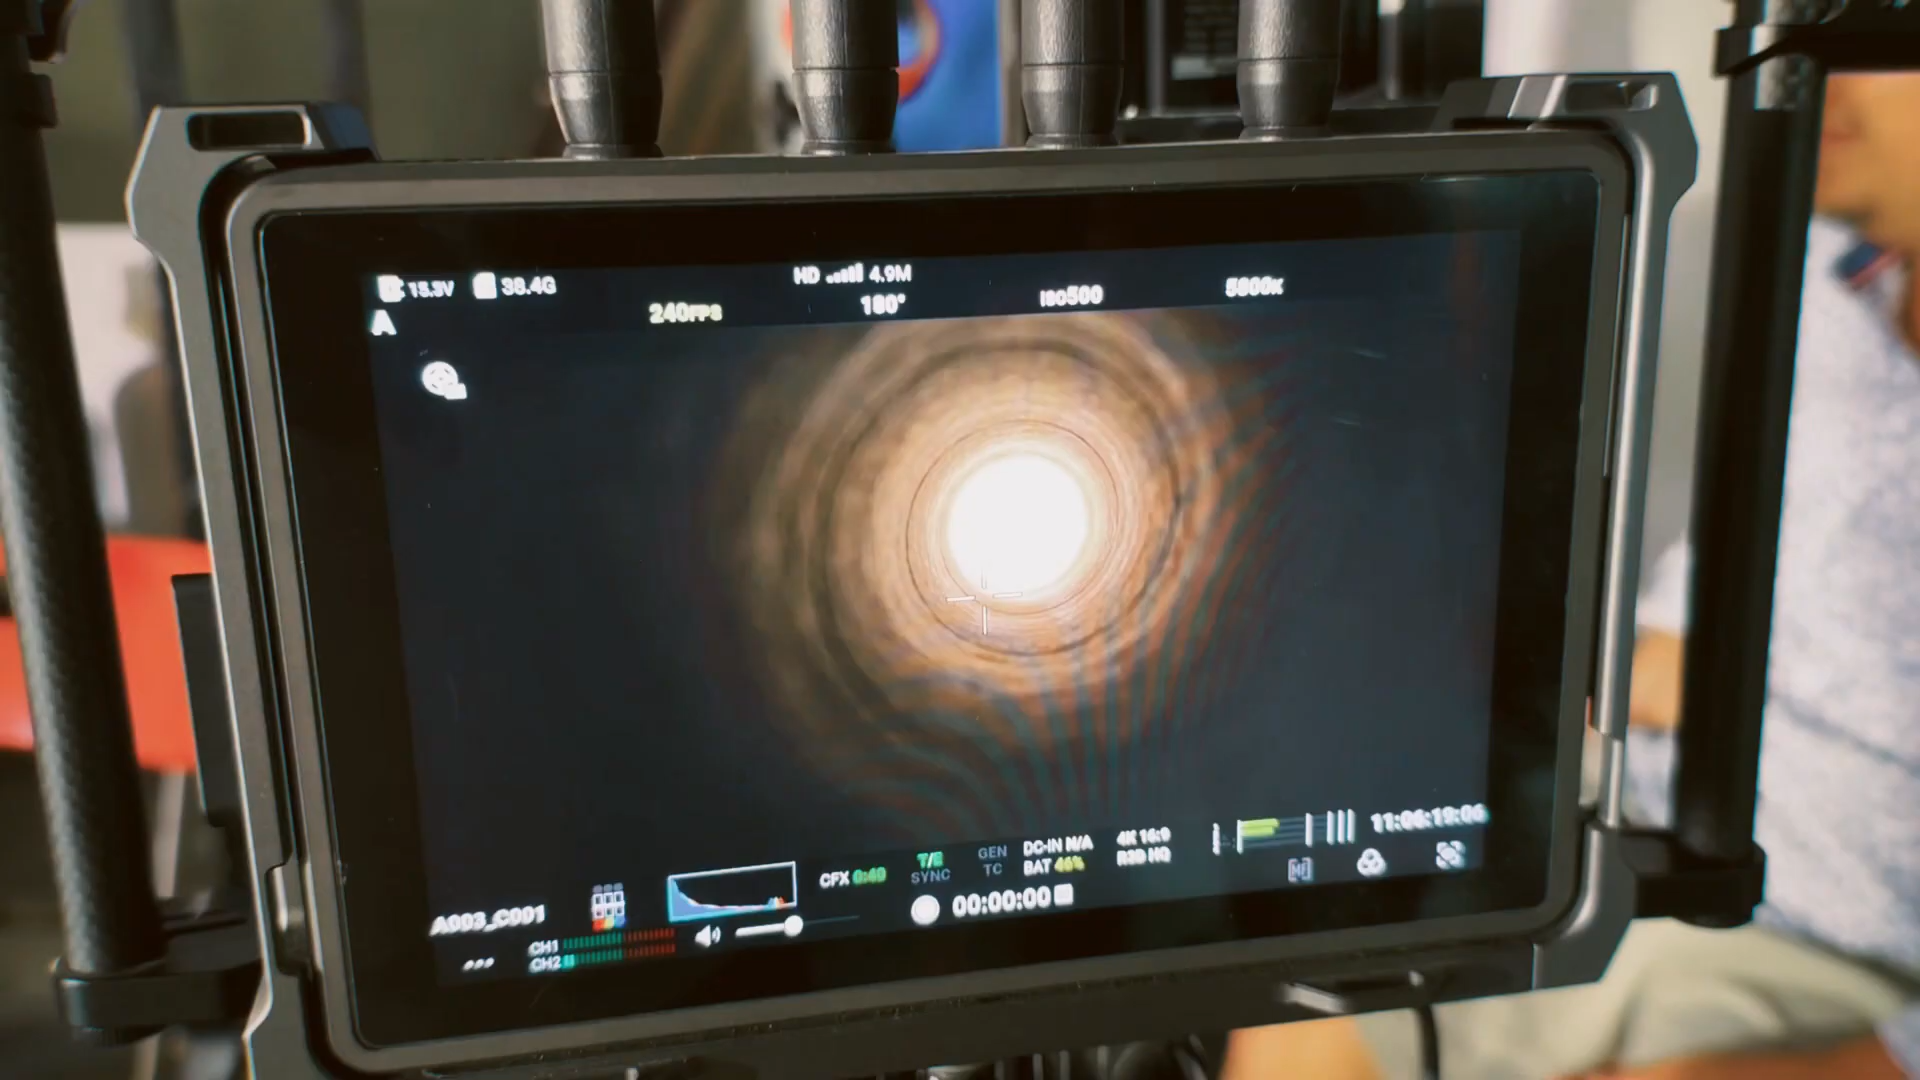 15.3V 38.4G HD 4.9M
A 240FPS 180° ISO500 5800K
CFX 0:49 T/E SYNC GEN TC DC-IN N/A BAT 46% 4K 16:9 R3D HQ 11:06:19:06
A003_C001 00:00:00
CH1
CH2